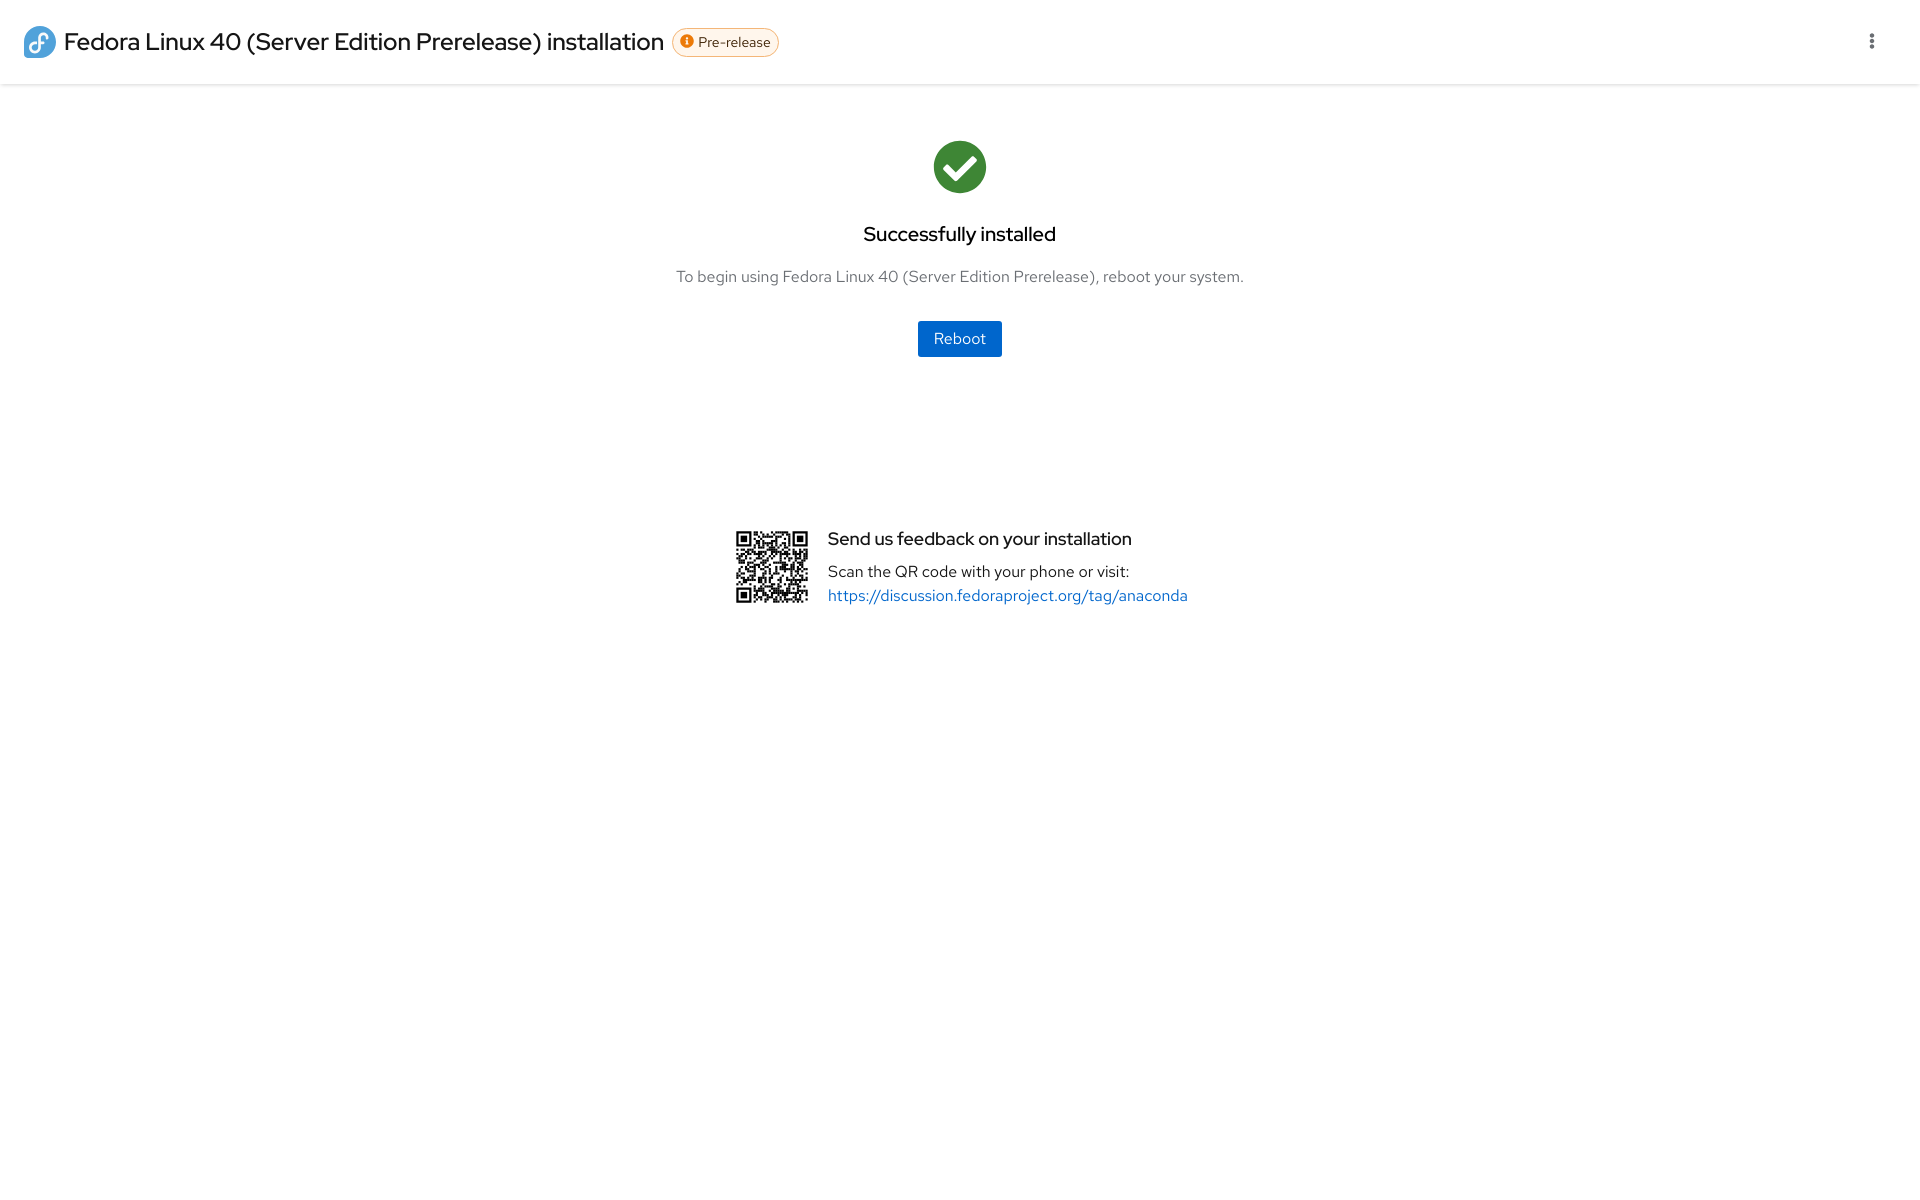 Fedora Linux 40 (Server Edition Prerelease) installation
Pre-release
Successfully installed
To begin using Fedora Linux 40 (Server Edition Prerelease), reboot your system.
Reboot
Send us feedback on your installation
Scan the QR code with your phone or visit:
https://discussion.fedoraproject.org/tag/anaconda